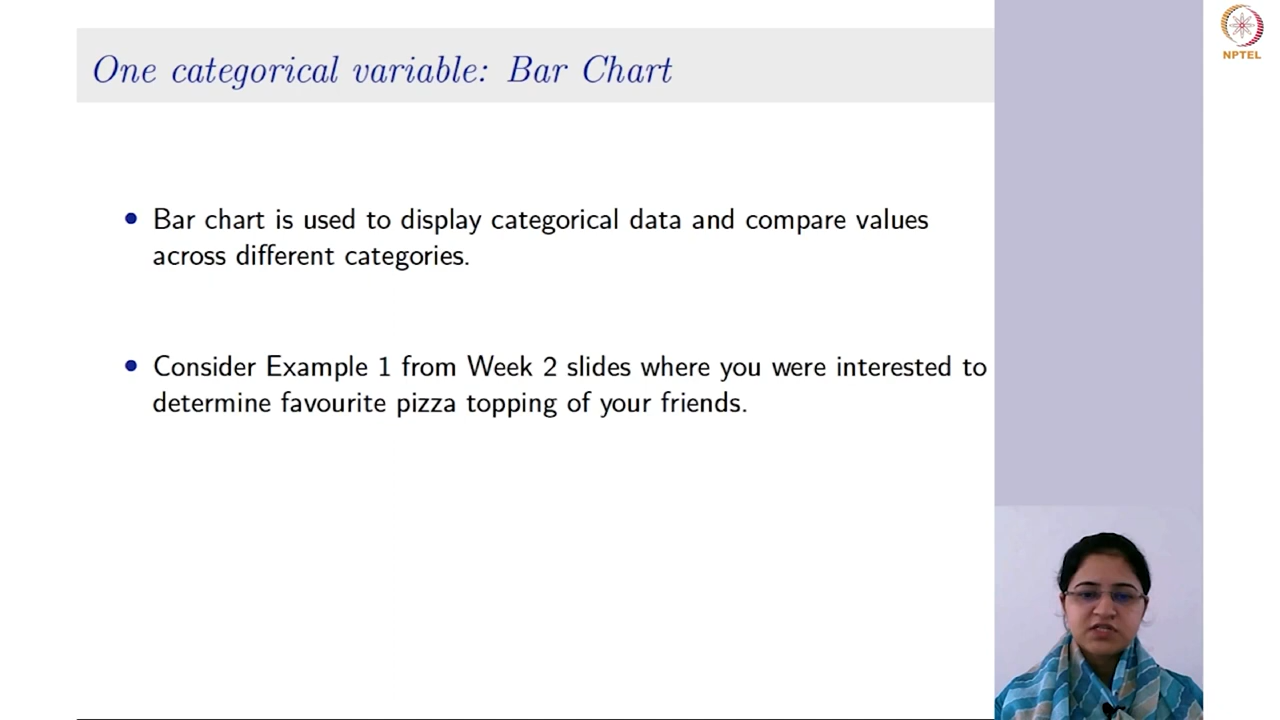 One categorical variable: Bar Chart
NPTEL
• Bar chart is used to display categorical data and compare values
across different categories.
• Consider Example 1 from Week 2 slides where you were interested to
determine favourite pizza topping of your friends.